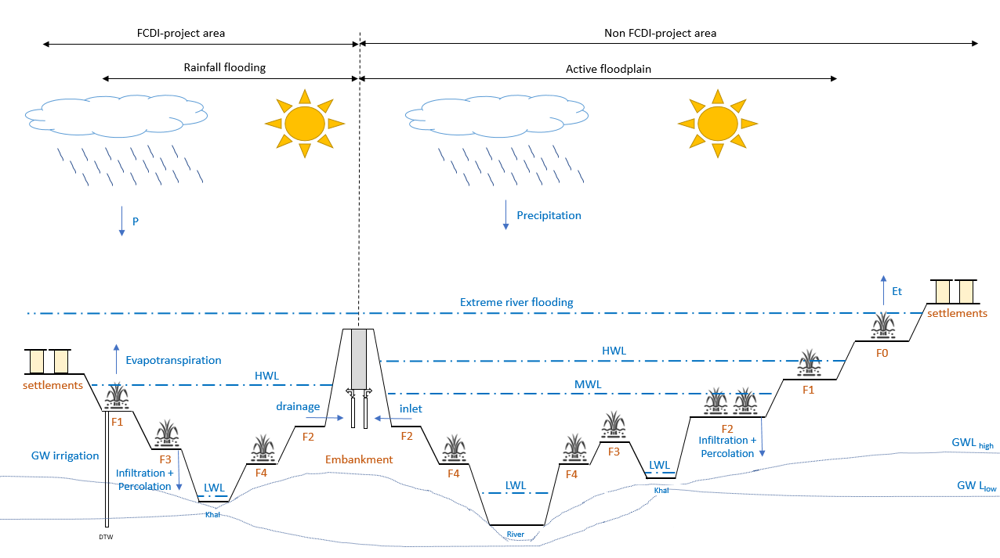 FCDI-project area
Non FCDI-project area
Rainfall flooding
Active floodplain
P
Precipitation
Extreme river flooding
Et
settlements
F0
HWL
Evapotranspiration
HWL
MWL
settlements
F1
F1
drainage
inlet
F2
F2
F2
GW irrigation
F3
Embankment
F3
Infiltration +
Percolation
GWL high
Infiltration +
Percolation
F4
F4
F4
LWL
LWL
LWL
GW Llow
Khal
Khal
River
DTW